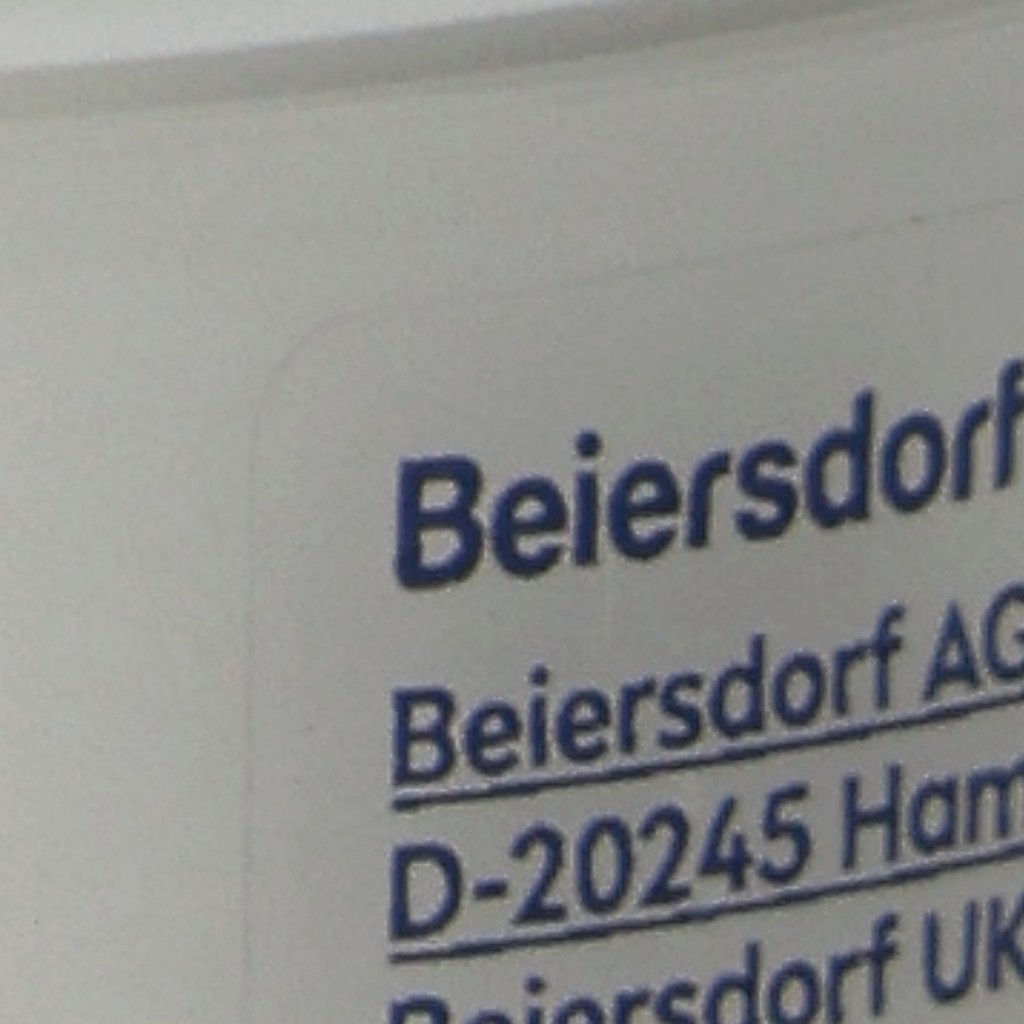 Beiersdorf
Beiersdorf AG
D-20245 Ham
Beiersdorf UK